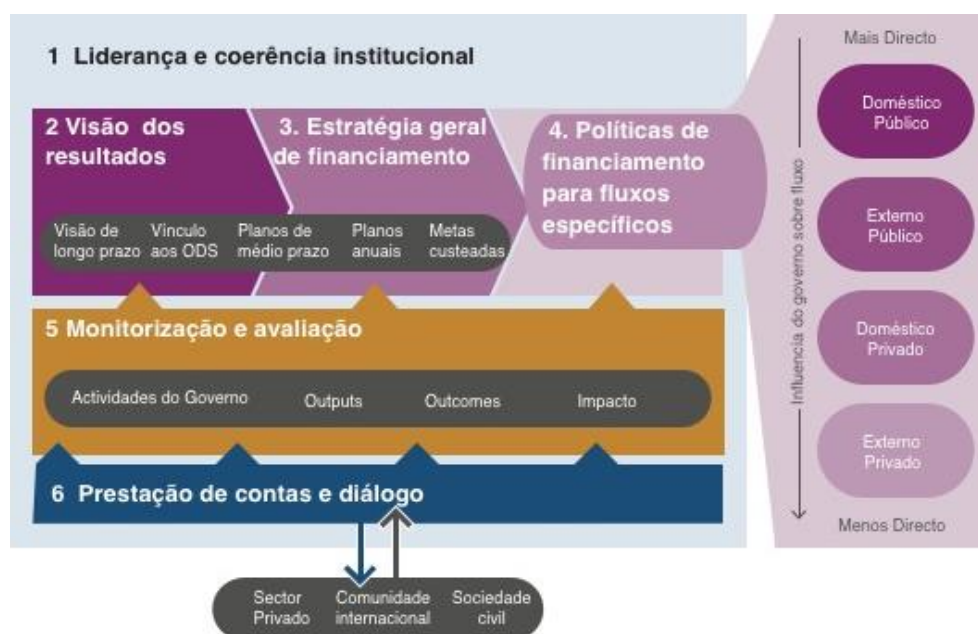 1 Liderança e coerência institucional
2 Visão dos
resultados
3. Estratégia geral
de financiamento
4. Políticas de
financiamento
para fluxos
específicos
Visão de
longo prazo
Vínculo
aos ODS
Planos de
médio prazo
Planos
anuais
Metas
custeadas
5 Monitorização e avaliação
Actividades do Governo
Outputs
Outcomes
Impacto
6 Prestação de contas e diálogo
Sector
Privado
Comunidade
internacional
Sociedade
civil
Mais Directo
Influencia do governo sobre fluxo
Doméstico
Público
Externo
Público
Doméstico
Privado
Externo
Privado
Menos Directo